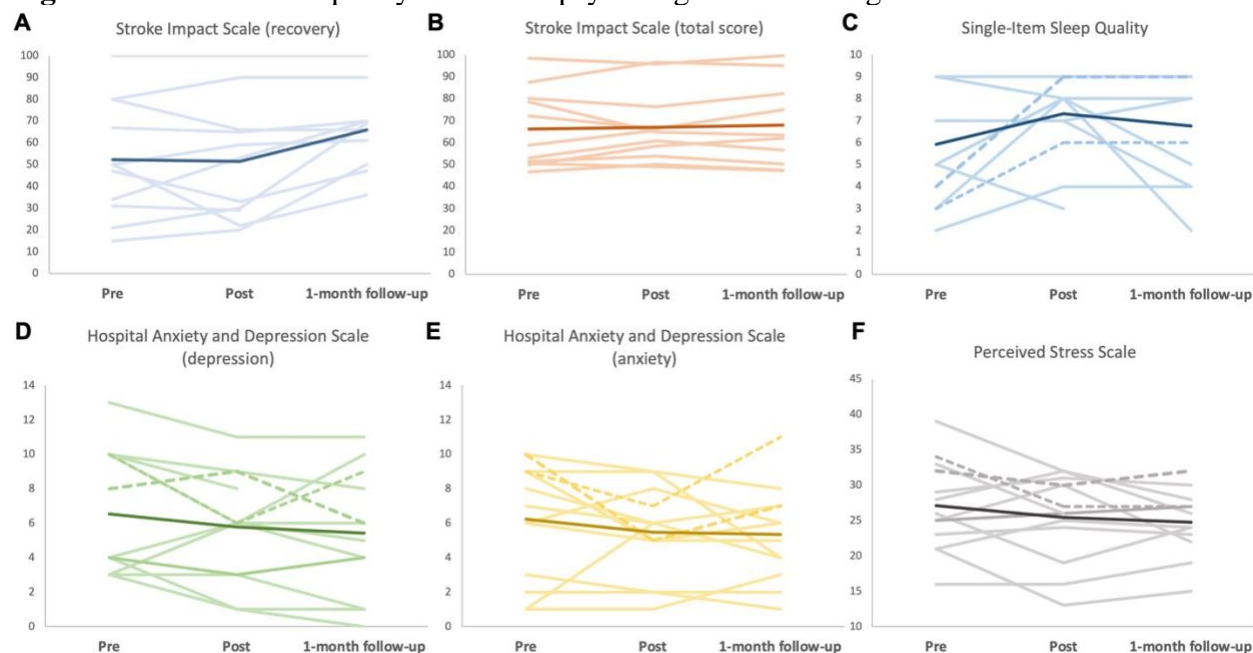 A
Stroke Impact Scale (recovery)
100
90
80
70
60
50
40
30
20
10
0
Pre Post 1-month follow-up
B
Stroke Impact Scale (total score)
100
90
80
70
60
50
40
30
20
10
0
Pre Post 1-month follow-up
C
Single-Item Sleep Quality
10
9
8
7
6
5
4
3
2
1
0
Pre Post 1-month follow-up
D
Hospital Anxiety and Depression Scale
(depression)
14
12
10
8
6
4
2
0
Pre Post 1-month follow-up
E
Hospital Anxiety and Depression Scale
(anxiety)
14
12
10
8
6
4
2
0
Pre Post 1-month follow-up
F
Perceived Stress Scale
45
40
35
30
25
20
15
10
Pre Post 1-month follow-up